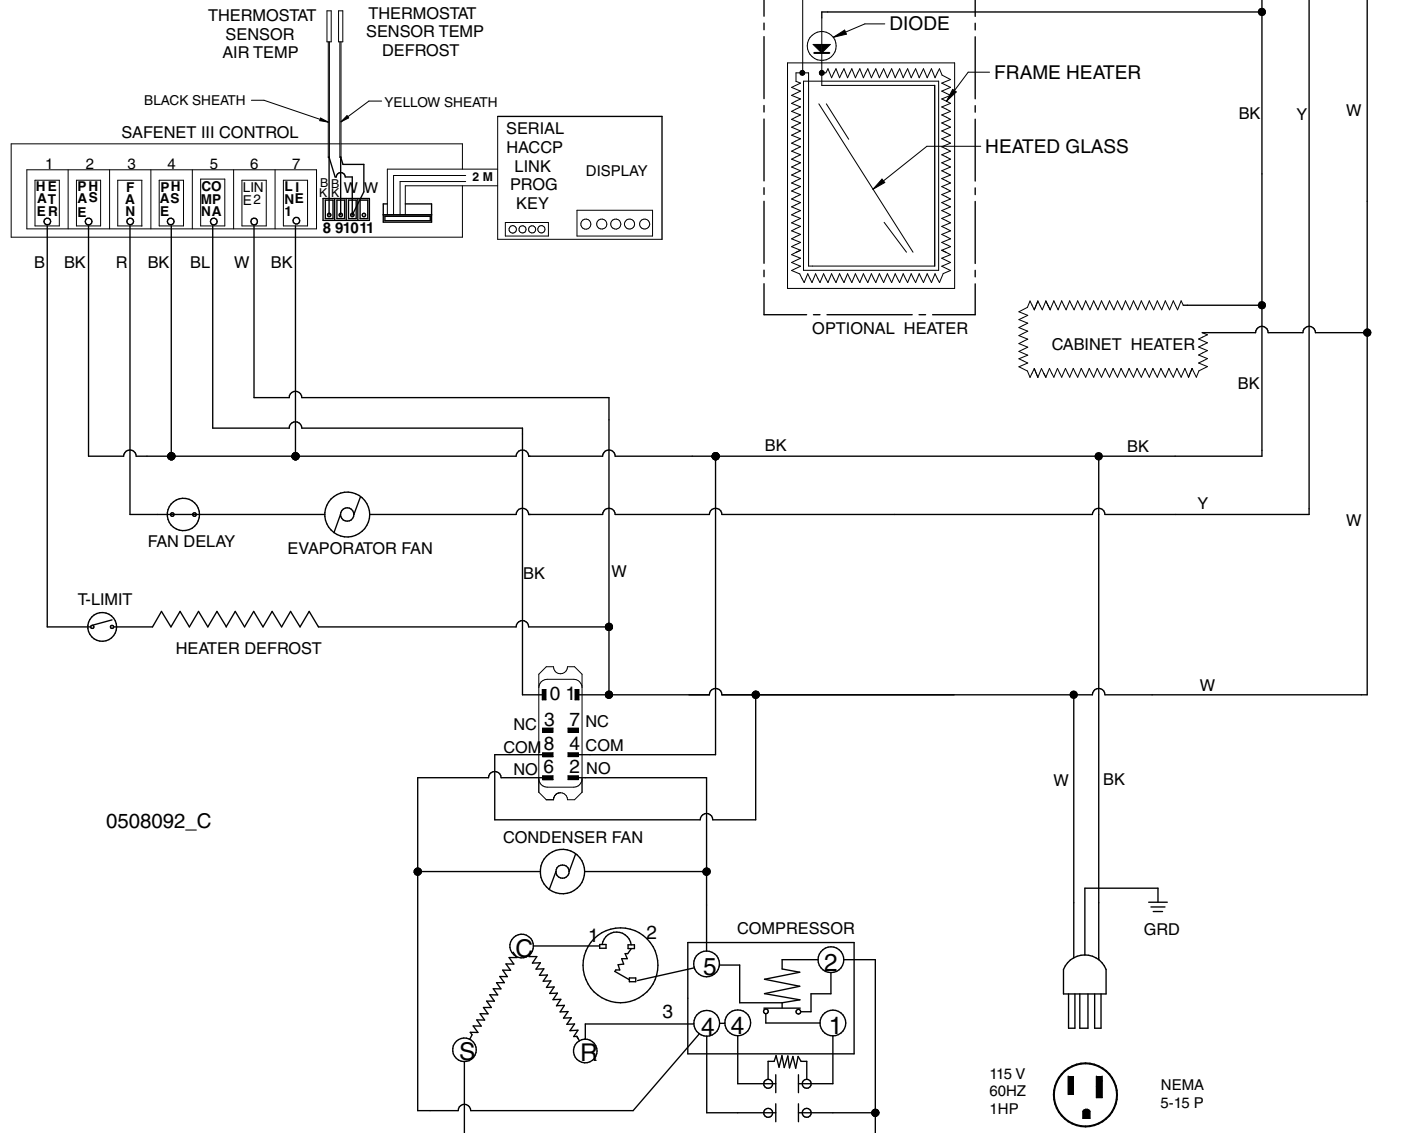 THERMOSTAT
SENSOR
AIR TEMP
THERMOSTAT
SENSOR TEMP
DEFROST
DIODE
FRAME HEATER
HEATED GLASS
OPTIONAL HEATER
BK
Y
W
BLACK SHEATH
YELLOW SHEATH
SAFENET III CONTROL
1 2 3 4 5 6 7
HEATER
PHASE
FAN
PHASE
COMPNA
LINE2
LINE1
BK
BK
W
W
8 9 10 11
2 M
SERIAL
HACCP
LINK
PROG
KEY
DISPLAY
B BK R BK BL W BK
CABINET HEATER
BK
BK
BK
Y
W
FAN DELAY
EVAPORATOR FAN
BK
W
T-LIMIT
HEATER DEFROST
W
0 1
NC 3 7 NC
COM 8 4 COM
NO 6 2 NO
W
BK
0508092_C
CONDENSER FAN
GRD
COMPRESSOR
C
1
2
5
2
3
4
4
1
S
R
115 V
60HZ
1HP
NEMA
5-15 P